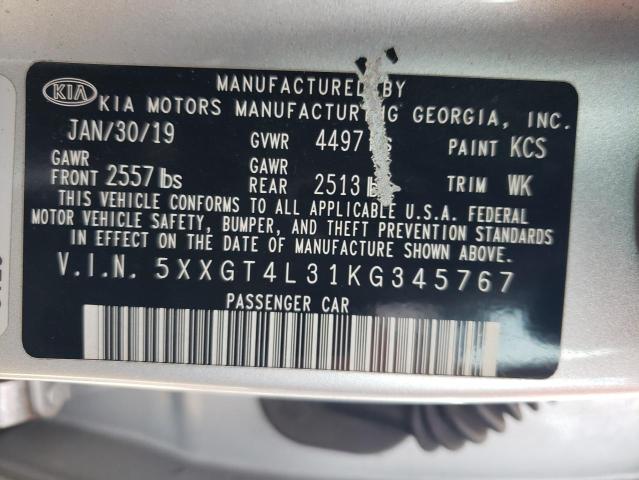 MANUFACTURED BY
KIA KIA MOTORS MANUFACTURING GEORGIA, INC.
JAN/30/19 GVWR 4497 PAINT KCS
GAWR FRONT 2557 lbs GAWR REAR 2513 TRIM WK
THIS VEHICLE CONFORMS TO ALL APPLICABLE U.S.A. FEDERAL
MOTOR VEHICLE SAFETY, BUMPER, AND THEFT PREVENTION STANDARDS
IN EFFECT ON THE DATE OF MANUFACTURE SHOWN ABOVE.
V.I.N. 5XXGT4L31KG345767
PASSENGER CAR